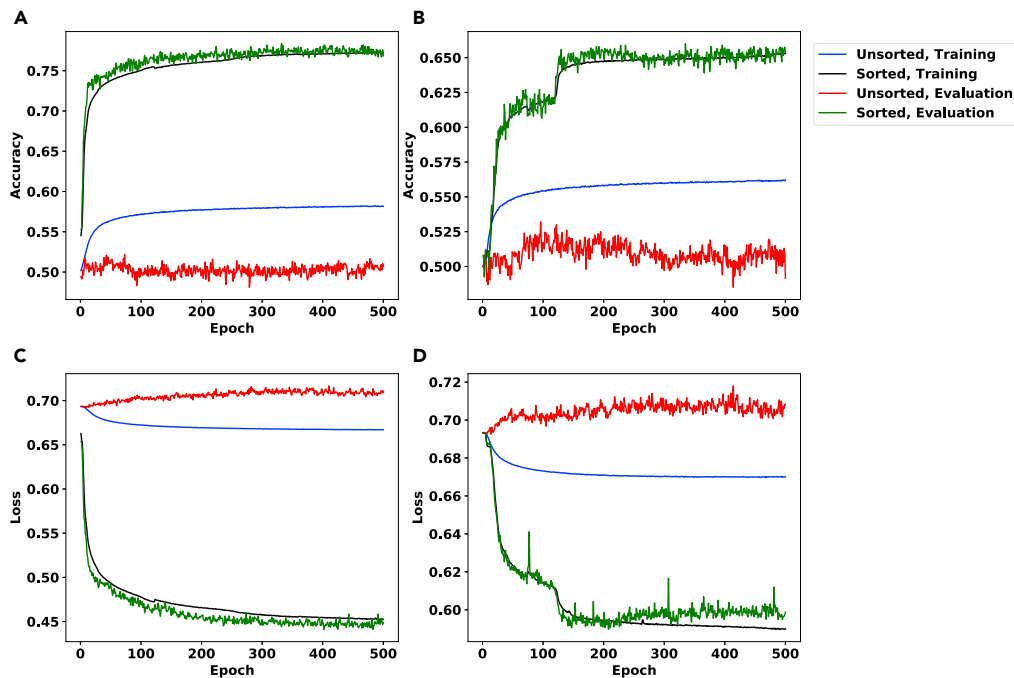 A
B
0.75
0.70
0.65
0.60
0.55
0.50
Accuracy
0 100 200 300 400 500
Epoch
0.650
0.625
0.600
0.575
0.550
0.525
0.500
Accuracy
0 100 200 300 400 500
Epoch
Unsorted, Training
Sorted, Training
Unsorted, Evaluation
Sorted, Evaluation
C
D
0.70
0.65
0.60
0.55
0.50
0.45
Loss
0 100 200 300 400 500
Epoch
0.72
0.70
0.68
0.66
0.64
0.62
0.60
Loss
0 100 200 300 400 500
Epoch